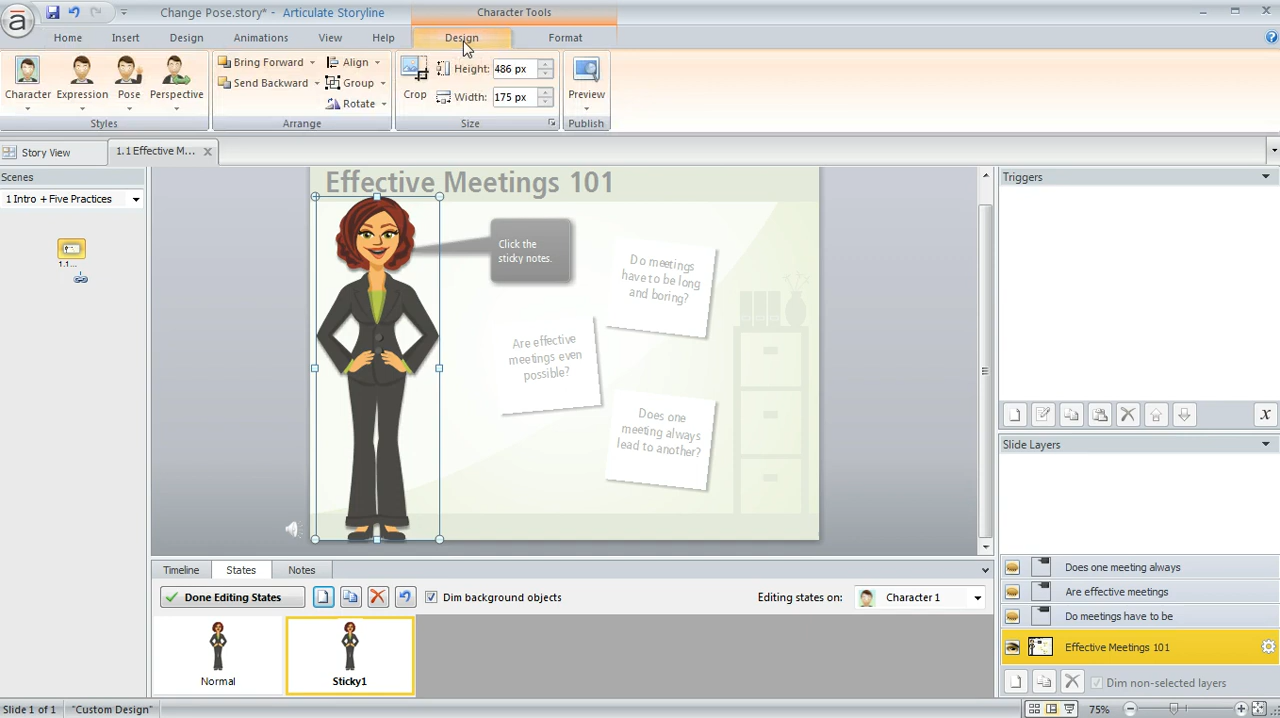 Change Pose.story* - Articulate Storyline
Character Tools
Home Insert Design Animations View Help Design Format
Character Expression Pose Perspective
Styles
Bring Forward Align
Send Backward Group
Rotate
Arrange
Crop
Height: 486 px
Width: 175 px
Size
Preview
Publish
Story View
1.1 Effective M...
Scenes
1 Intro + Five Practices
1.1...
Effective Meetings 101
Click the
sticky notes.
Do meetings
have to be long
and boring?
Are effective
meetings even
possible?
Does one
meeting always
lead to another?
Triggers
x
Slide Layers
Does one meeting always
Are effective meetings
Do meetings have to be
Effective Meetings 101
Dim non-selected layers
Timeline States Notes
Done Editing States
Dim background objects
Editing states on: Character 1
Normal
Sticky1
Slide 1 of 1 "Custom Design"
75%